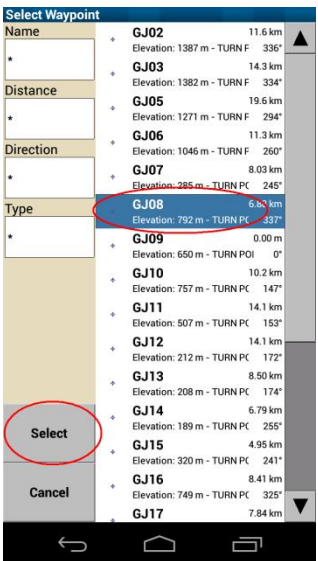 Select Waypoint
Name
*
Distance
*
Direction
*
Type
*
Select
Cancel
GJ02 11.6 km
Elevation: 1387 m - TURN P 336°
GJ03 14.3 km
Elevation: 1382 m - TURN P 334°
GJ05 19.6 km
Elevation: 1271 m - TURN P 294°
GJ06 11.3 km
Elevation: 1046 m - TURN P 260°
GJ07 8.03 km
Elevation: 285 m - TURN PC 245°
GJ08 km
Elevation: 792 m - TURN PC 337°
GJ09 0.00 m
Elevation: 650 m - TURN POI 0°
GJ10 10.2 km
Elevation: 757 m - TURN PC 147°
GJ11 14.1 km
Elevation: 507 m - TURN PC 153°
GJ12 14.1 km
Elevation: 212 m - TURN PC 172°
GJ13 8.50 km
Elevation: 208 m - TURN PC 174°
GJ14 6.79 km
Elevation: 189 m - TURN PC 255°
GJ15 4.95 km
Elevation: 320 m - TURN PC 241°
GJ16 8.41 km
Elevation: 749 m - TURN PC 325°
GJ17 7.84 km